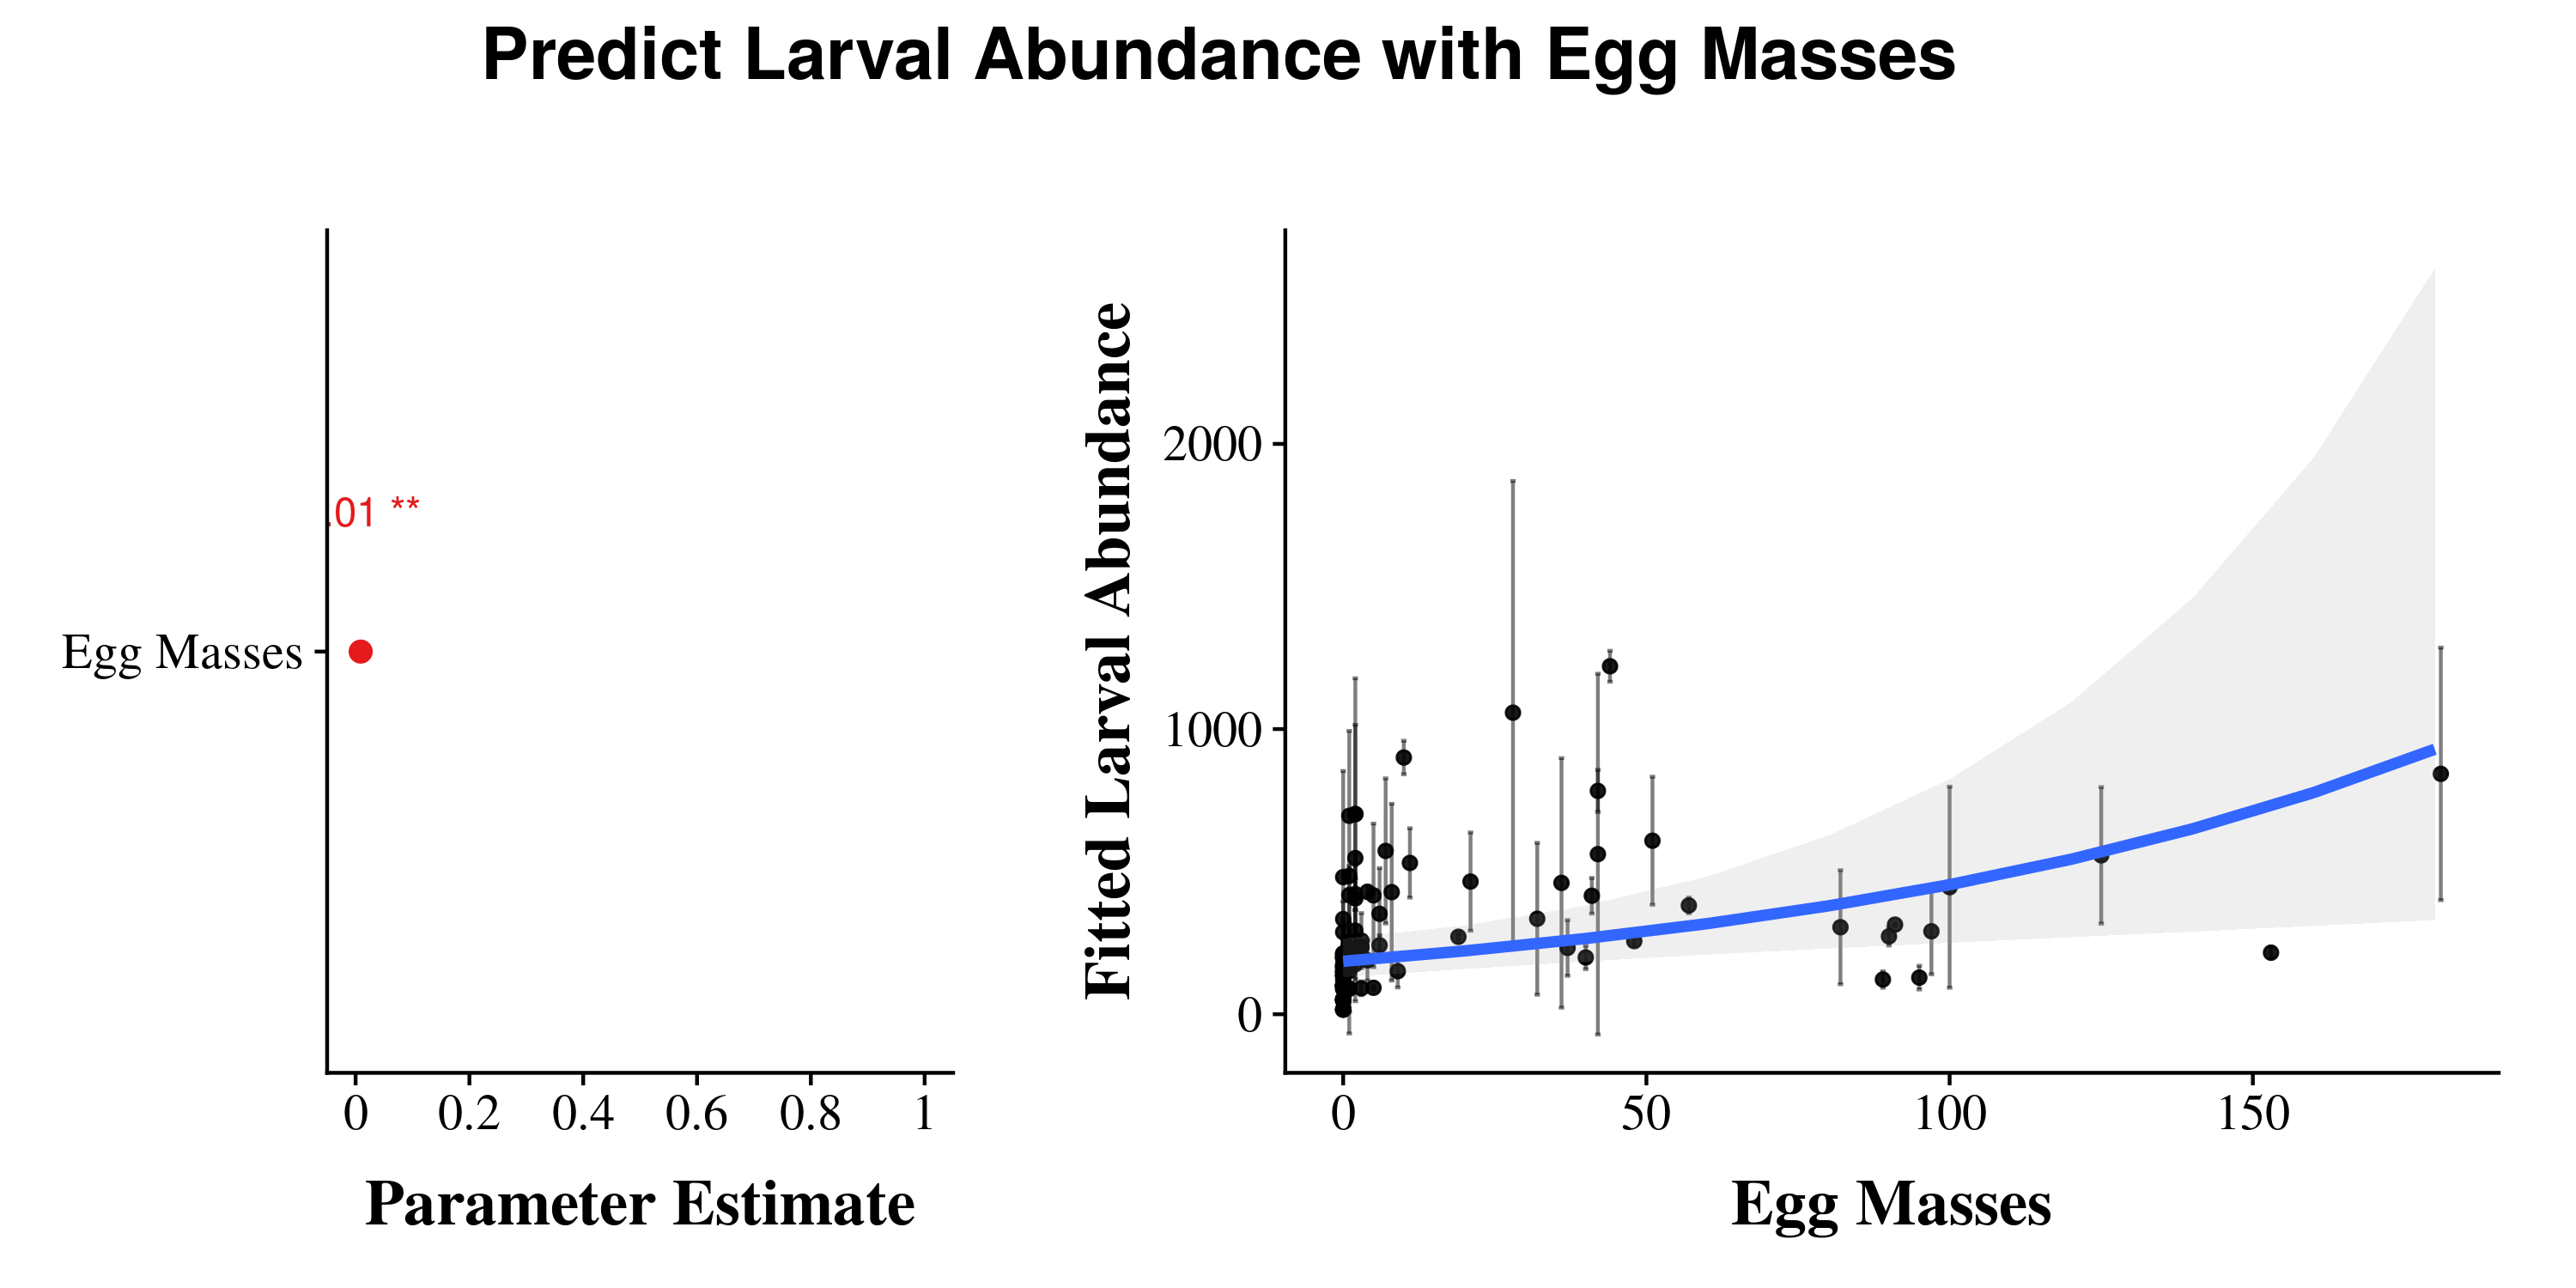 Predict Larval Abundance with Egg Masses
.01 **
Egg Masses
0 0.2 0.4 0.6 0.8 1
Parameter Estimate
Fitted Larval Abundance
2000
1000
0
0 50 100 150
Egg Masses